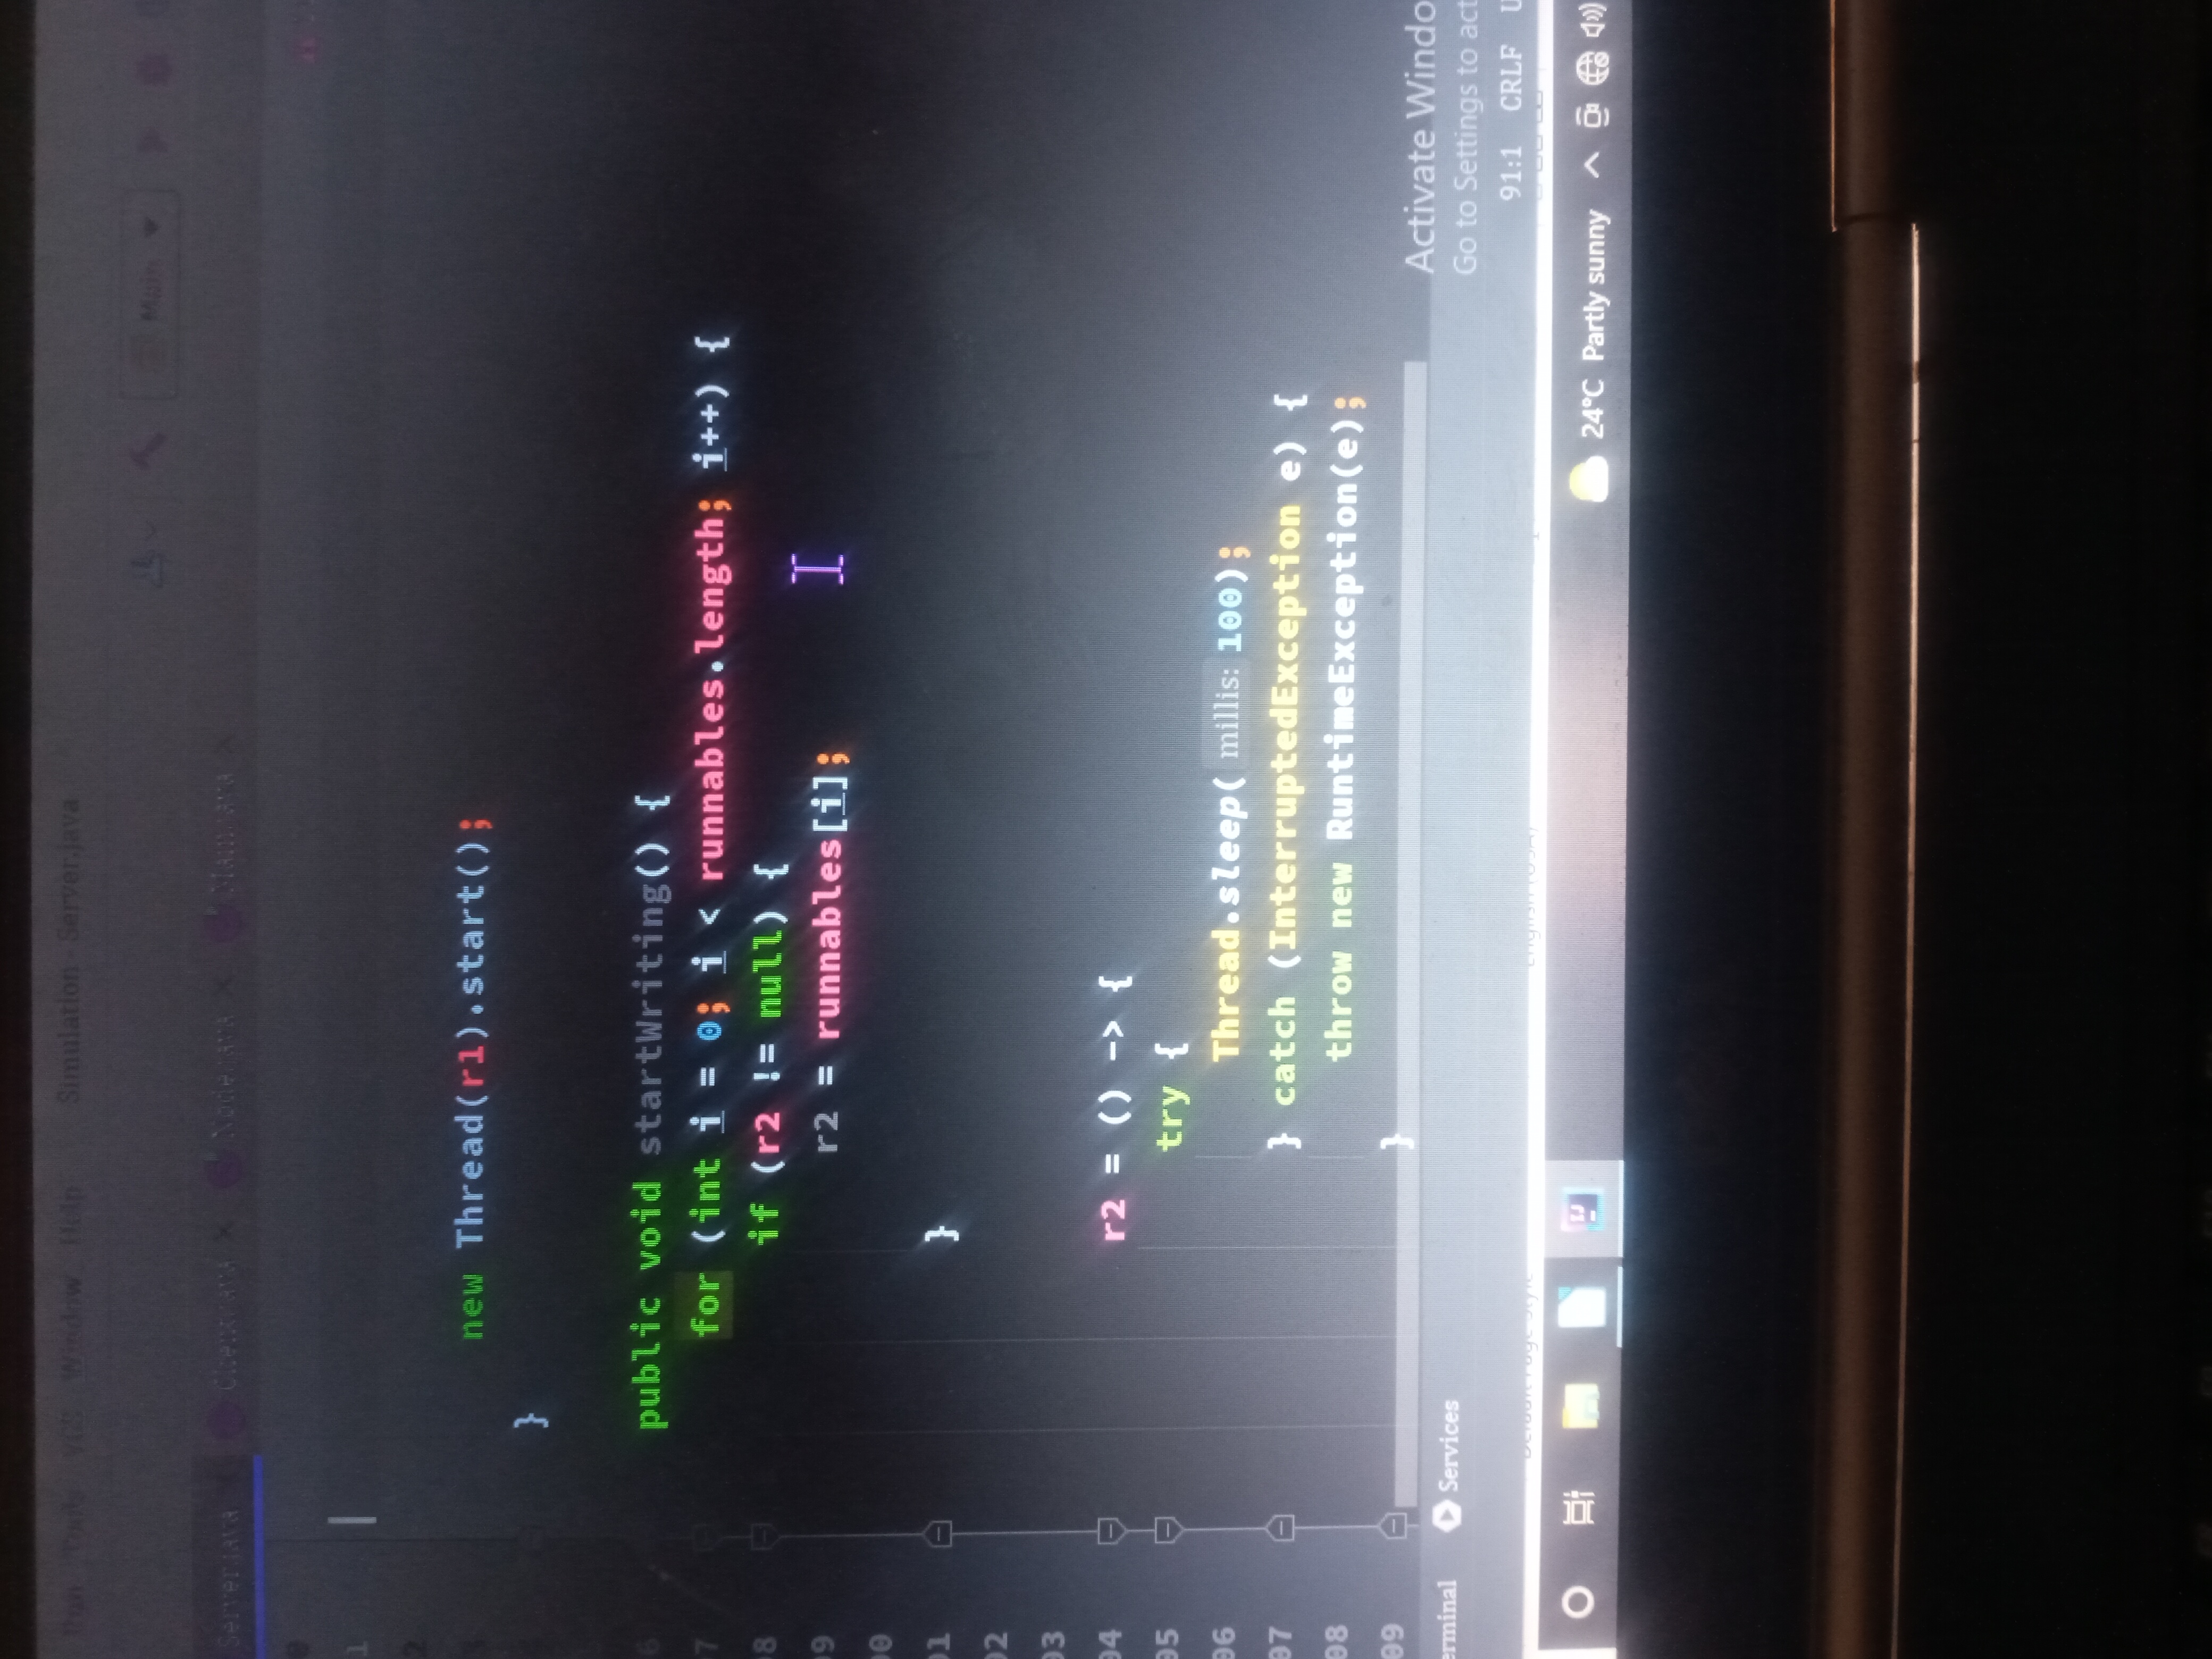 Run Tools VCS Window Help Simulation - Server.java
Main
Server.java Client.java Node.java Main.java
new Thread(r1).start();
}
public void startWriting() {
for (int i = 0; i < runnables.length; i++) {
if (r2 != null) {
r2 = runnables[i];
}
r2 = () -> {
try {
Thread.sleep( millis: 100);
} catch (InterruptedException e) {
throw new RuntimeException(e);
}
Activate Windo
Go to Settings to act
erminal Services
91:1 CRLF U
24°C Partly sunny